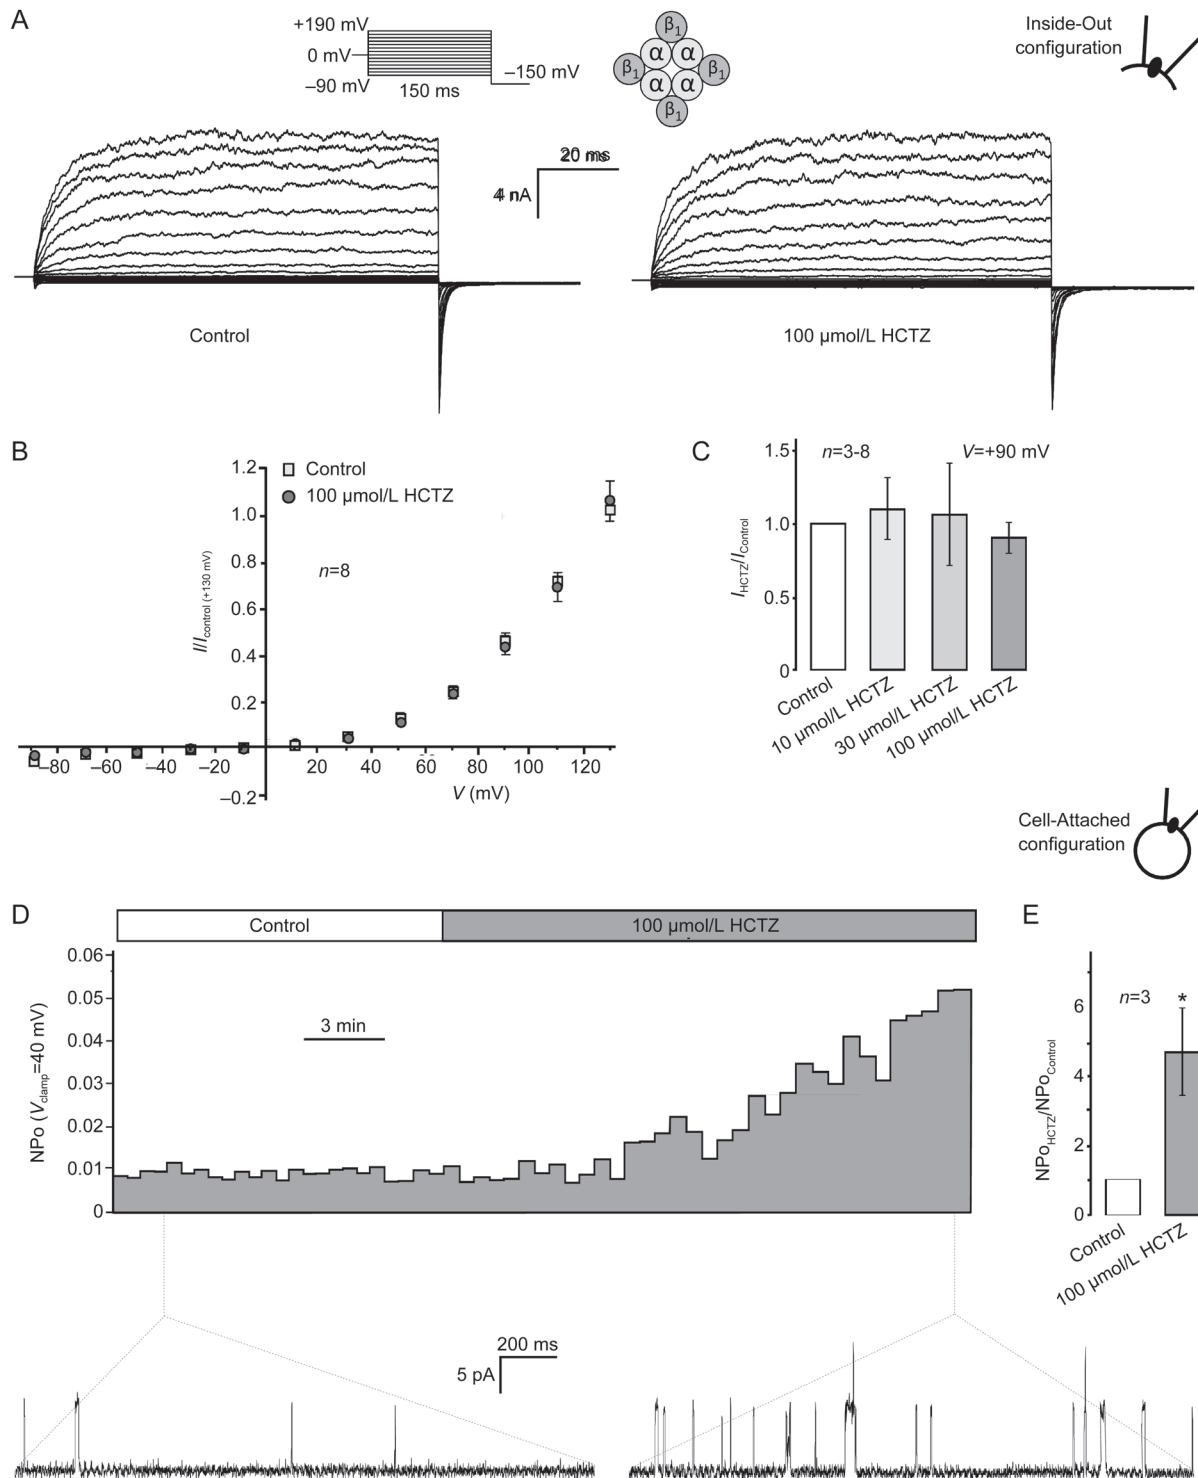 A
+190 mV
0 mV
–90 mV
150 ms
–150 mV
β1
β1
α
α
β1
α
α
β1
Inside-Out
configuration
20 ms
4 nA
Control
100 µmol/L HCTZ
B
1.2
1.0
0.8
0.6
0.4
0.2
–0.2
I/Icontrol (+130 mV)
Control
100 µmol/L HCTZ
n=8
–80
–60
–40
–20
20
40
60
80
100
120
V (mV)
C
1.5
1.0
0.5
0
IHCTZ/IControl
n=3-8
V=+90 mV
Control
10 µmol/L HCTZ
30 µmol/L HCTZ
100 µmol/L HCTZ
Cell-Attached
configuration
D
Control
100 µmol/L HCTZ
0.06
0.05
0.04
0.03
0.02
0.01
0
NPo (Vclamp=40 mV)
3 min
200 ms
5 pA
E
6
4
2
0
NPoHCTZ/NPoControl
n=3
*
Control
100 µmol/L HCTZ